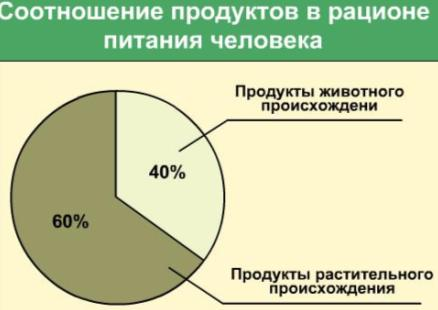 Соотношение продуктов в рационе
питания человека
Продукты животного
происхождени
40%
60%
Продукты растительного
происхождения